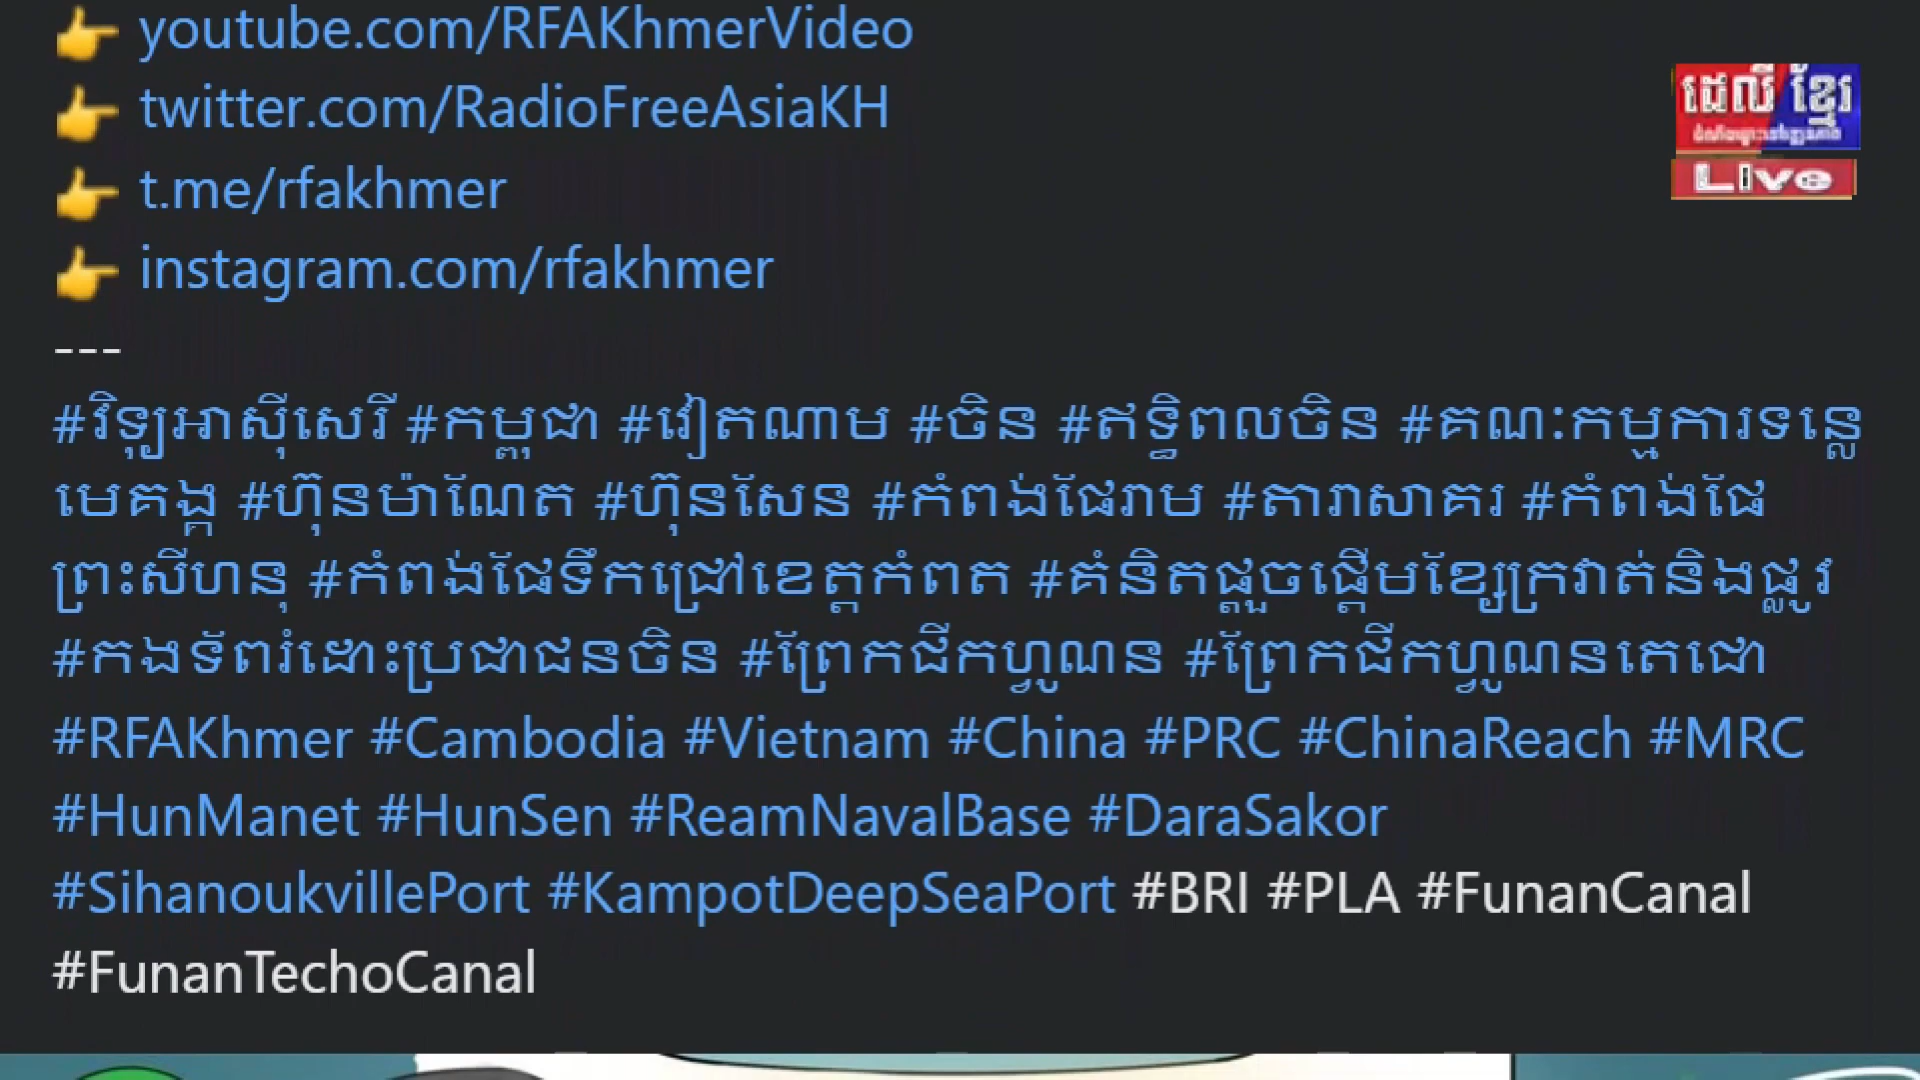 👉 youtube.com/RFAKhmerVideo
👉 twitter.com/RadioFreeAsiaKH
👉 t.me/rfakhmer
👉 instagram.com/rfakhmer
---
#វិទ្យុអាស៊ីសេរី #កម្ពុជា #វៀតណាម #ចិន #ឥទ្ធិពលចិន #គណៈកម្មការទន្លេ
មេគង្គ #ហ៊ុនម៉ាណែត #ហ៊ុនសែន #កំពង់ផែរាម #តារាសាគរ #កំពង់ផែ
ព្រះសីហនុ #កំពង់ផែទឹកជ្រៅខេត្តកំពត #គំនិតផ្ដួចផ្ដើមខ្សែក្រវាត់និងផ្លូវ
#កងទ័ពរំដោះប្រជាជនចិន #ព្រែកជីកហ្វូណន #ព្រែកជីកហ្វូណនតេជោ
#RFAKhmer #Cambodia #Vietnam #China #PRC #ChinaReach #MRC
#HunManet #HunSen #ReamNavalBase #DaraSakor
#SihanoukvillePort #KampotDeepSeaPort #BRI #PLA #FunanCanal
#FunanTechoCanal
ដេលី ខ្មែរ
Live